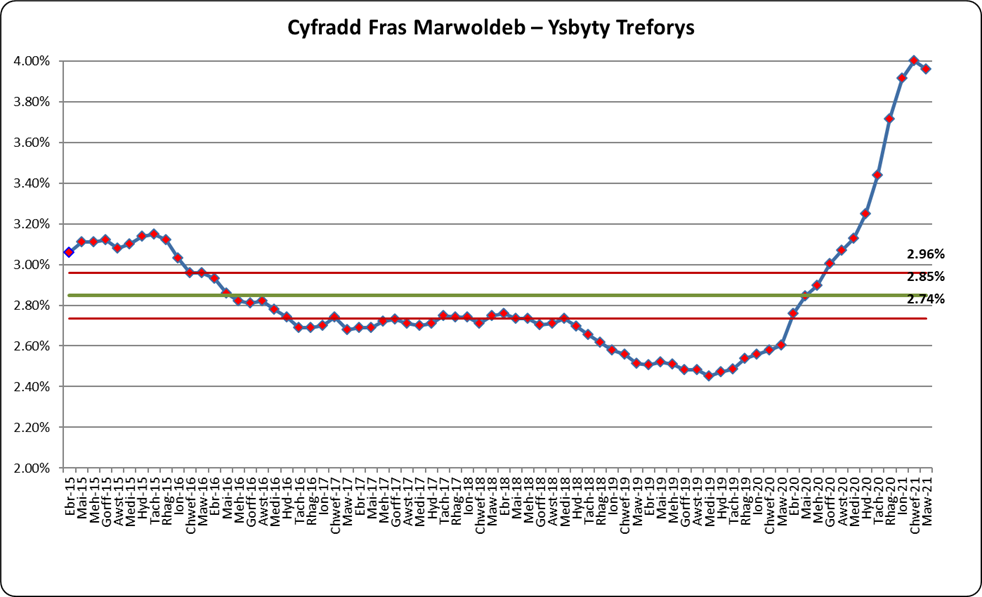 Cyfradd Fras Marwoldeb – Ysbyty Treforys
4.00%
3.80%
3.60%
3.40%
3.20%
3.00%
2.80%
2.60%
2.40%
2.20%
2.00%
2.96%
2.85%
2.74%
Ebr-15
Mai-15
Meh-15
Gorff-15
Awst-15
Medi-15
Hyd-15
Tach-15
Rhag-15
Ion-16
Chwef-16
Maw-16
Ebr-16
Mai-16
Meh-16
Gorff-16
Awst-16
Medi-16
Hyd-16
Tach-16
Rhag-16
Ion-17
Chwef-17
Maw-17
Ebr-17
Mai-17
Meh-17
Gorff-17
Awst-17
Medi-17
Hyd-17
Tach-17
Rhag-17
Ion-18
Chwef-18
Maw-18
Ebr-18
Mai-18
Meh-18
Gorff-18
Awst-18
Medi-18
Hyd-18
Tach-18
Rhag-18
Ion-19
Chwef-19
Maw-19
Ebr-19
Mai-19
Meh-19
Gorff-19
Awst-19
Medi-19
Hyd-19
Tach-19
Rhag-19
Ion-20
Chwef-20
Maw-20
Ebr-20
Mai-20
Meh-20
Gorff-20
Awst-20
Medi-20
Hyd-20
Tach-20
Rhag-20
Ion-21
Chwef-21
Maw-21